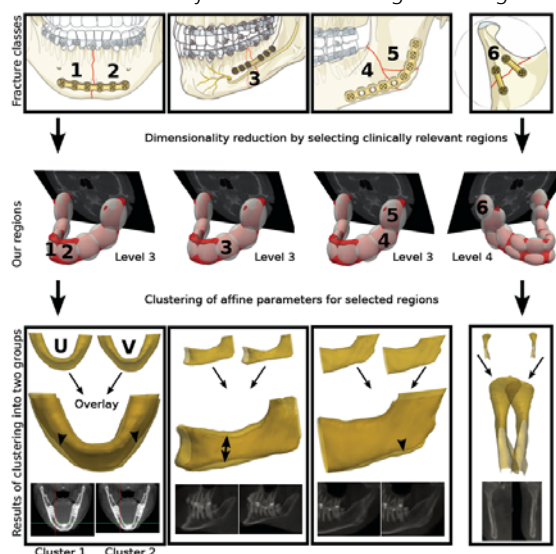 Fracture classes
1 2
3
4 5
6
Dimensionality reduction by selecting clinically relevant regions
Our regions
1 2 Level 3
3 Level 3
5
4 Level 3
6
Level 4
Clustering of affine parameters for selected regions
Results of clustering into two groups
U V
Overlay
Cluster 1 Cluster 2